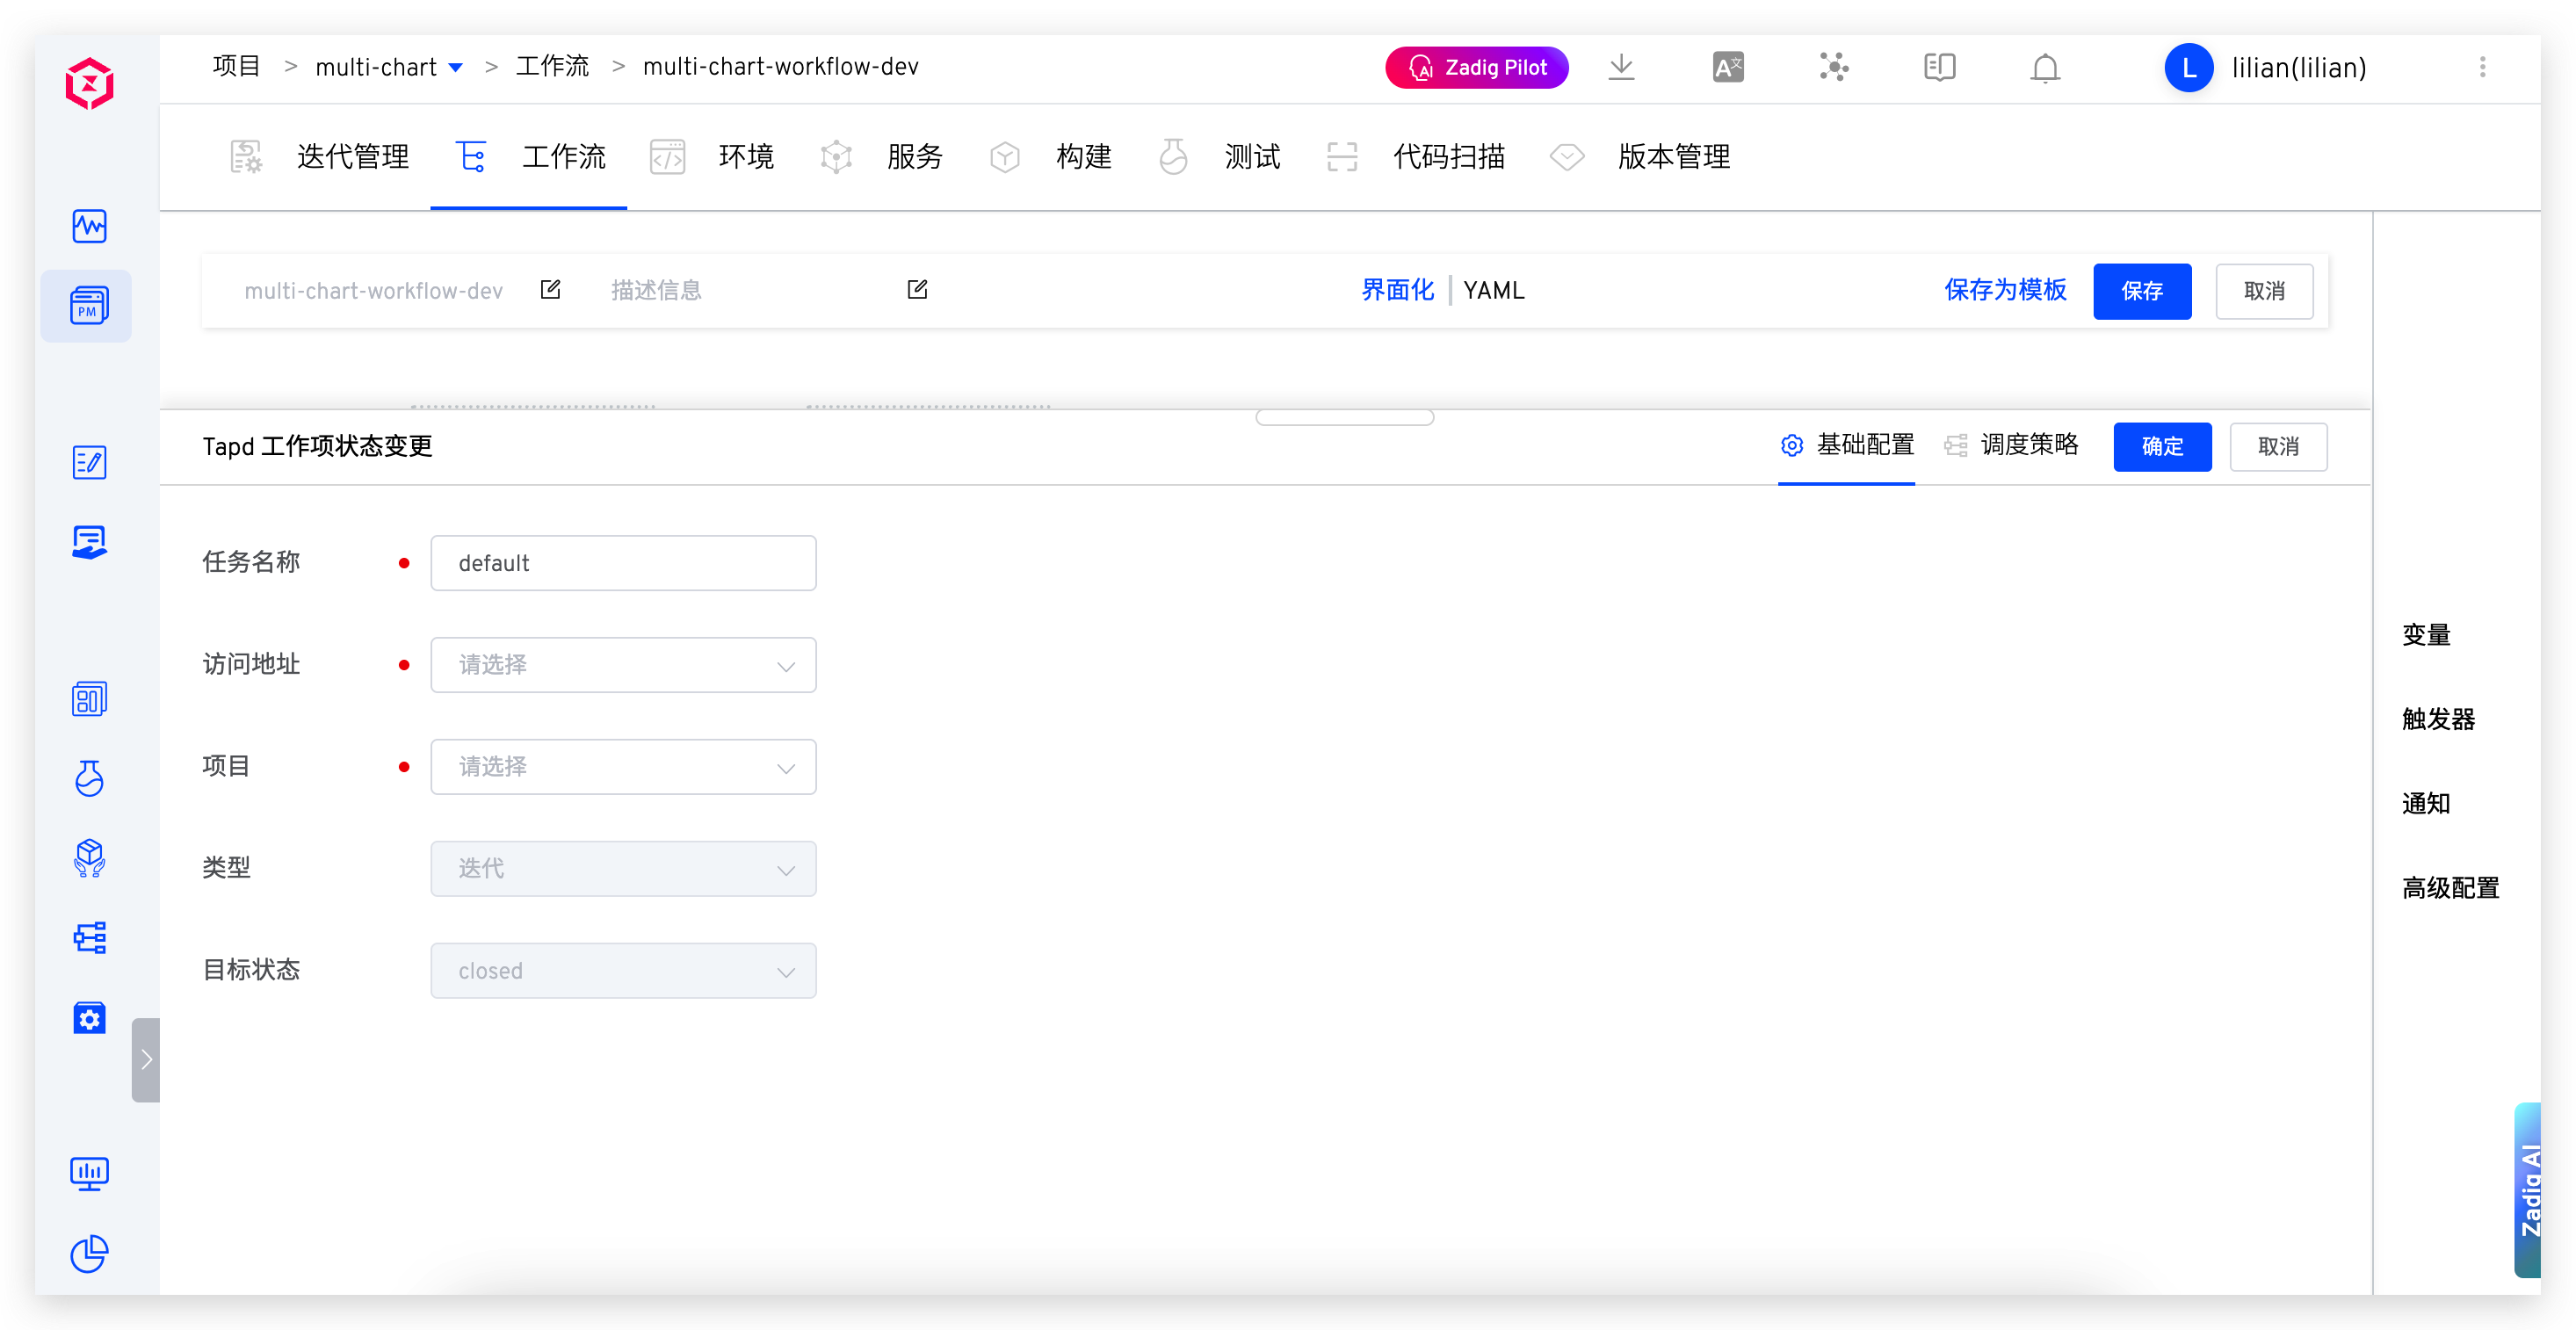 项目 > multi-chart > 工作流 > multi-chart-workflow-dev
AI Zadig Pilot
A文
L lilian(lilian)
迭代管理 工作流 环境 服务 构建 测试 代码扫描 版本管理
PM
multi-chart-workflow-dev 描述信息 界面化 | YAML 保存为模板 保存 取消
Tapd 工作项状态变更 基础配置 调度策略 确定 取消
任务名称 default
访问地址 请选择
项目 请选择
类型 迭代
目标状态 closed
变量
触发器
通知
高级配置
Zadig AI